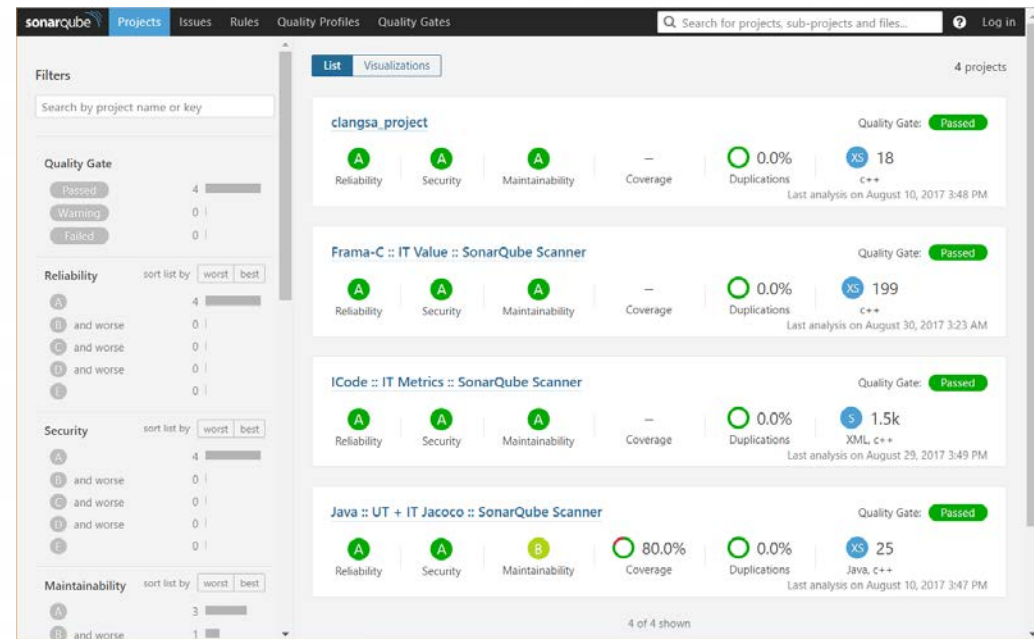 sonarqube Projects Issues Rules Quality Profiles Quality Gates Search for projects, sub-projects and files... ? Log in
Filters
Search by project name or key
Quality Gate
Passed 4
Warning 0
Failed 0
Reliability sort list by worst best
A 4
B and worse 0
C and worse 0
D and worse 0
E 0
Security sort list by worst best
A 4
B and worse 0
C and worse 0
D and worse 0
E 0
Maintainability sort list by worst best
A 3
B and worse 1
List Visualizations 4 projects
clangsa_project Quality Gate: Passed
A A A – 0.0% XS 18
Reliability Security Maintainability Coverage Duplications c++
Last analysis on August 10, 2017 3:48 PM
Frama-C :: IT Value :: SonarQube Scanner Quality Gate: Passed
A A A – 0.0% XS 199
Reliability Security Maintainability Coverage Duplications c++
Last analysis on August 30, 2017 3:23 AM
ICode :: IT Metrics :: SonarQube Scanner Quality Gate: Passed
A A A – 0.0% S 1.5k
Reliability Security Maintainability Coverage Duplications XML, c++
Last analysis on August 29, 2017 3:49 PM
Java :: UT + IT Jacoco :: SonarQube Scanner Quality Gate: Passed
A A B 80.0% 0.0% XS 25
Reliability Security Maintainability Coverage Duplications Java, c++
Last analysis on August 10, 2017 3:47 PM
4 of 4 shown